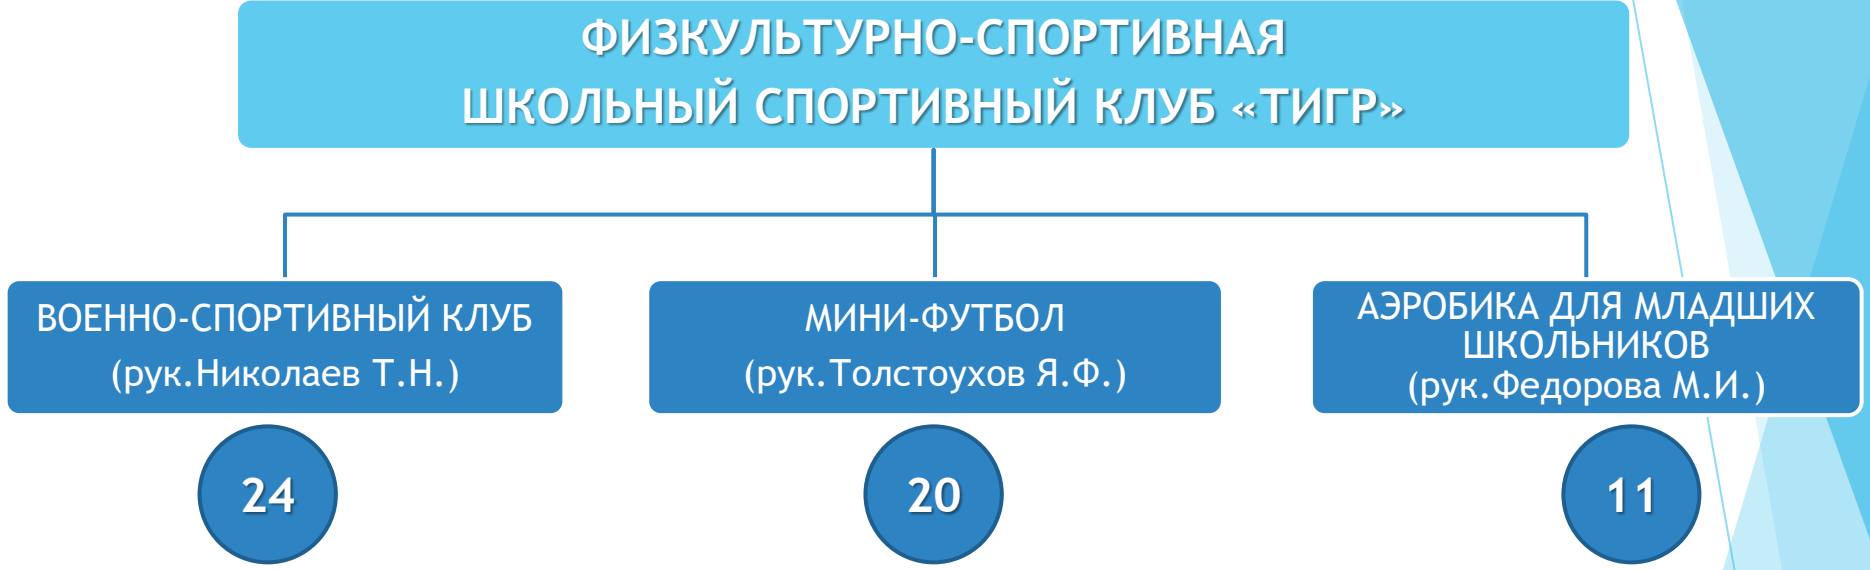 ФИЗКУЛЬТУРНО-СПОРТИВНАЯ
ШКОЛЬНЫЙ СПОРТИВНЫЙ КЛУБ «ТИГР»
ВОЕННО-СПОРТИВНЫЙ КЛУБ
(рук.Николаев Т.Н.)
24
МИНИ-ФУТБОЛ
(рук.Толстоухов Я.Ф.)
20
АЭРОБИКА ДЛЯ МЛАДШИХ
ШКОЛЬНИКОВ
(рук.Федорова М.И.)
11